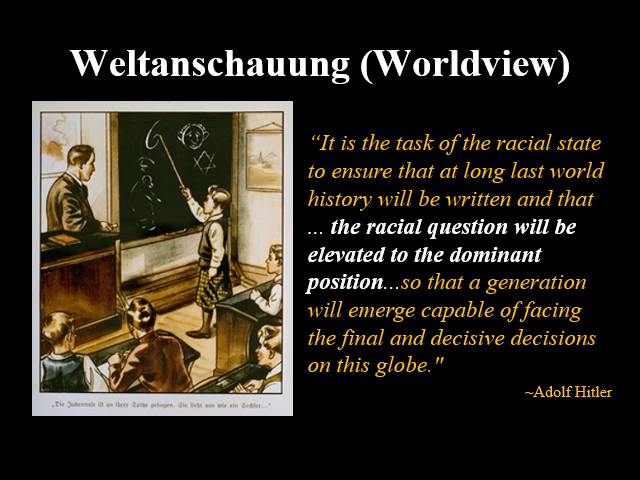 Weltanschauung (Worldview)
“It is the task of the racial state
to ensure that at long last world
history will be written and that
... the racial question will be
elevated to the dominant
position...so that a generation
will emerge capable of facing
the final and decisive decisions
on this globe."
~Adolf Hitler
„Die Judennase ist an ihrer Spitze gebogen. Sie sieht aus wie ein Sechser..."